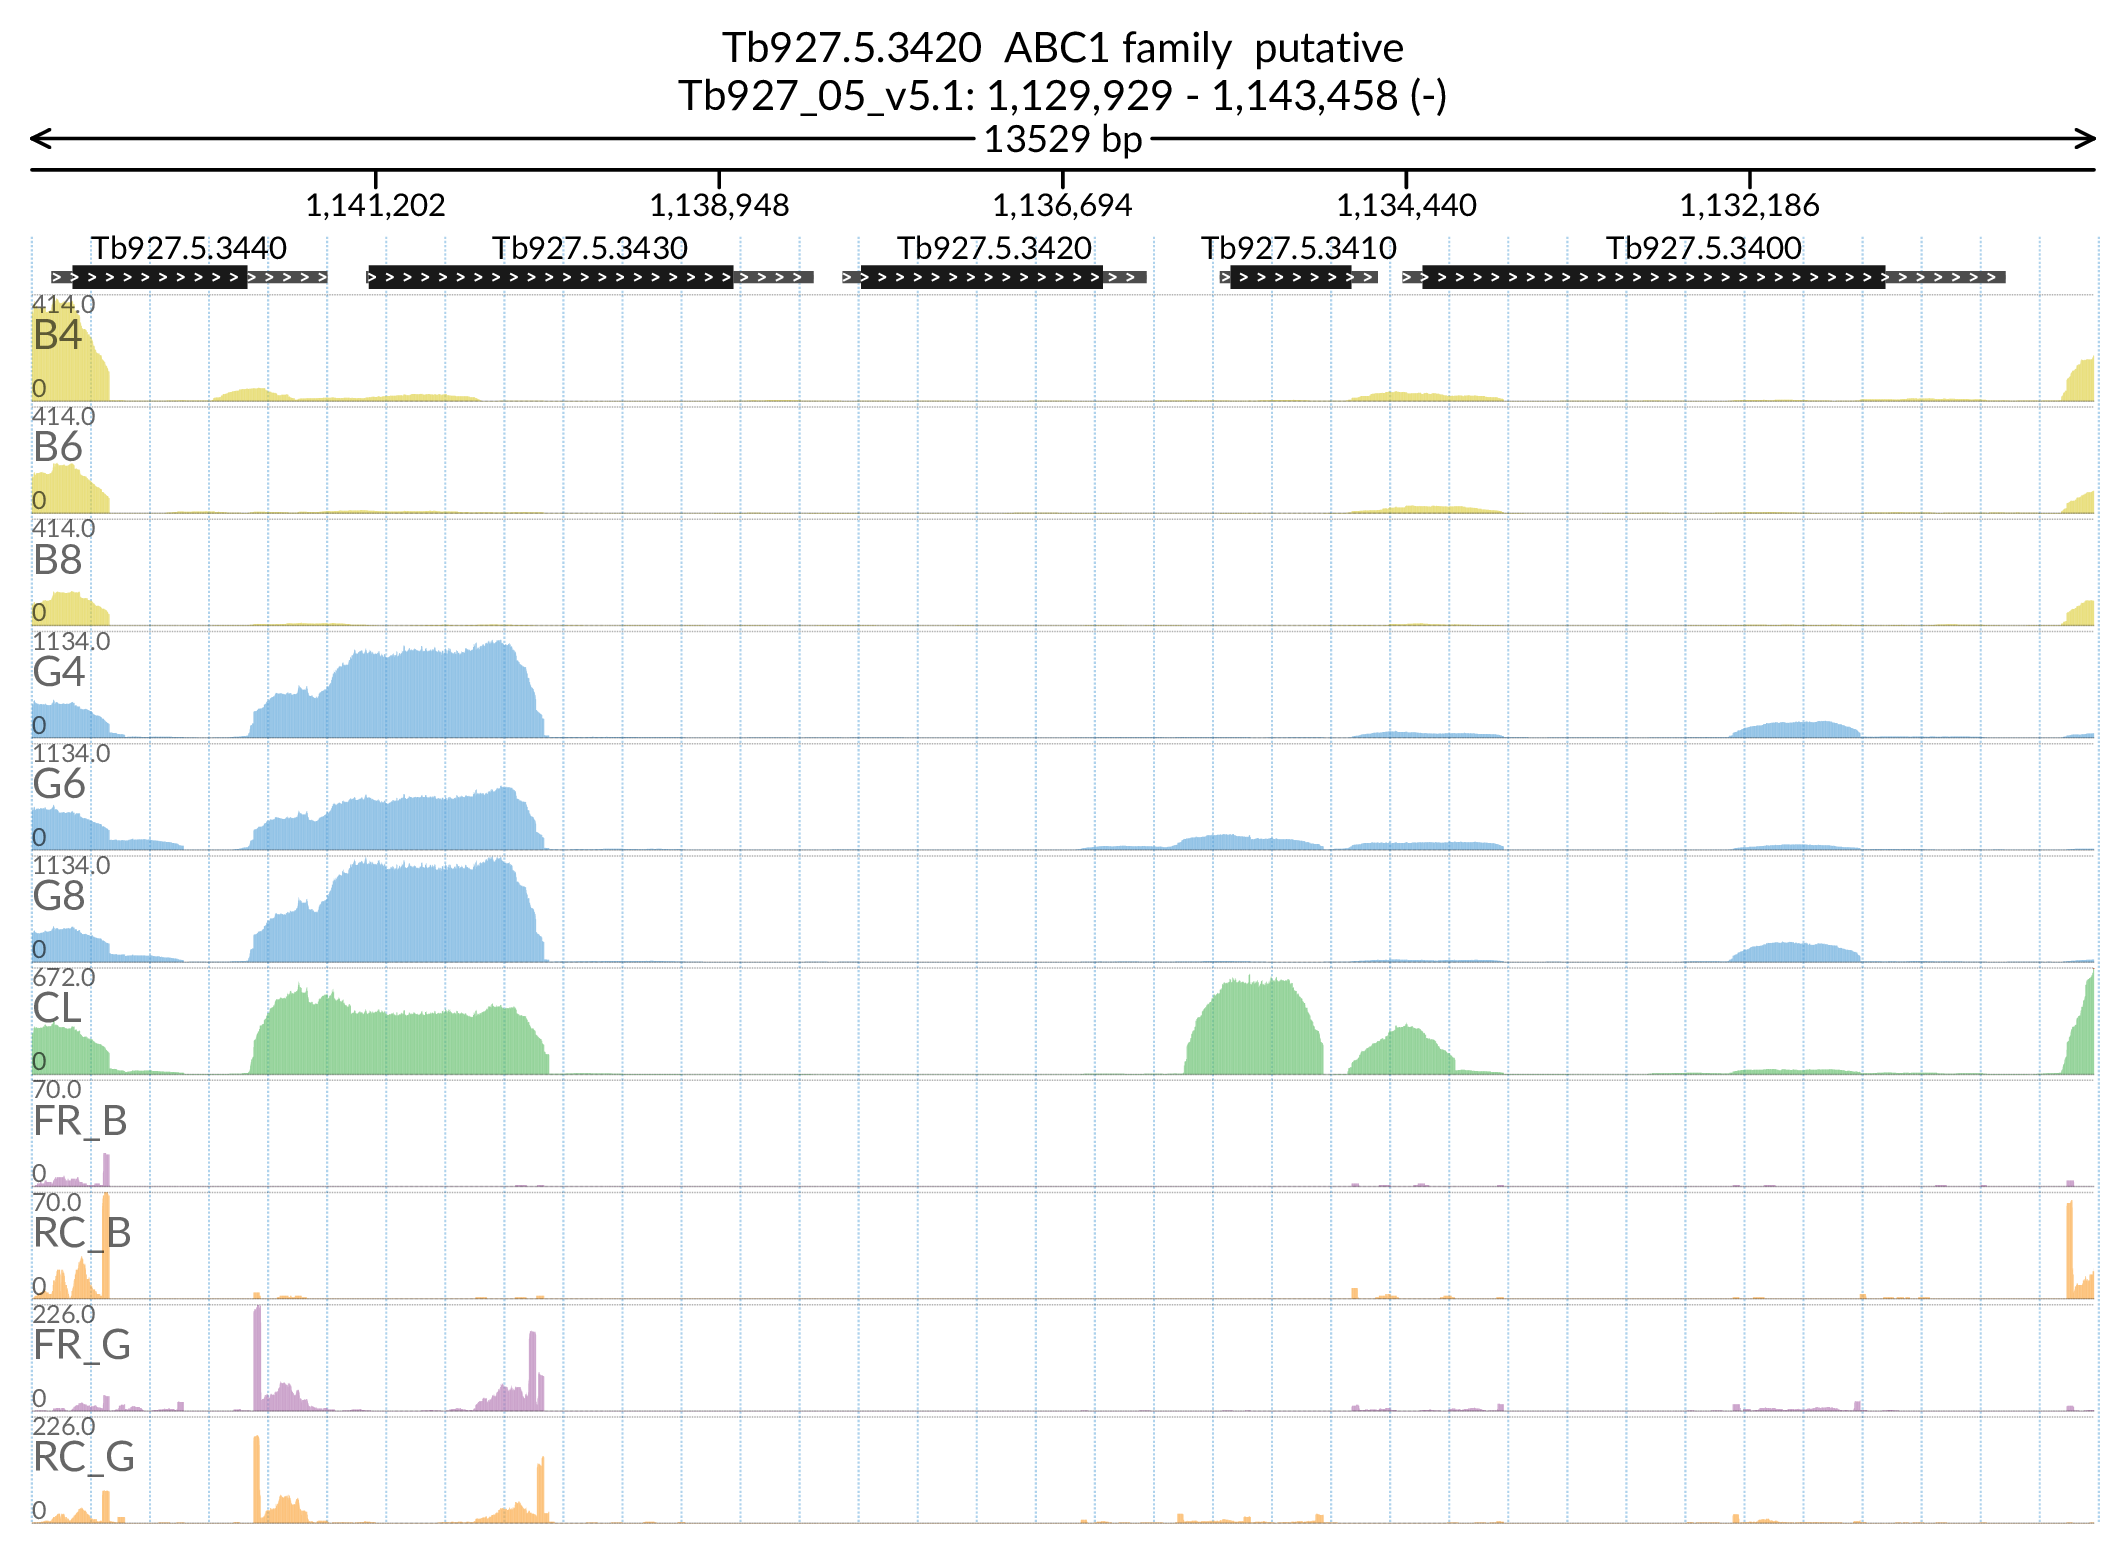 Tb927.5.3420 ABC1 family putative
Tb927_05_v5.1: 1,129,929 - 1,143,458 (-)
13529 bp
1,141,202 1,138,948 1,136,694 1,134,440 1,132,186
Tb927.5.3440 Tb927.5.3430 Tb927.5.3420 Tb927.5.3410 Tb927.5.3400
414.0
B4
0
414.0
B6
0
414.0
B8
0
1134.0
G4
0
1134.0
G6
0
1134.0
G8
0
672.0
CL
0
70.0
FR_B
0
70.0
RC_B
0
226.0
FR_G
0
226.0
RC_G
0